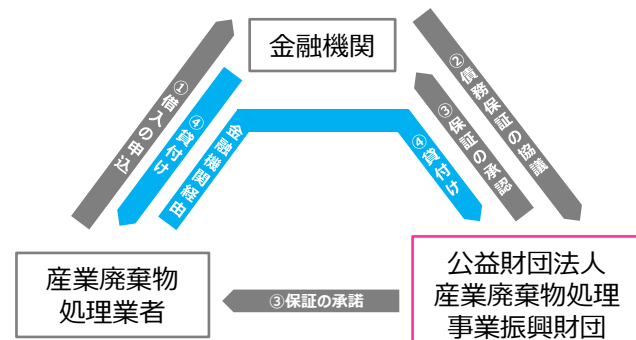 金融機関
①借入の申込
④貸付け
金融機関経由
④貸付け
③保証の承認
②債務保証の協議
産業廃棄物
処理業者
③保証の承諾
公益財団法人
産業廃棄物処理
事業振興財団